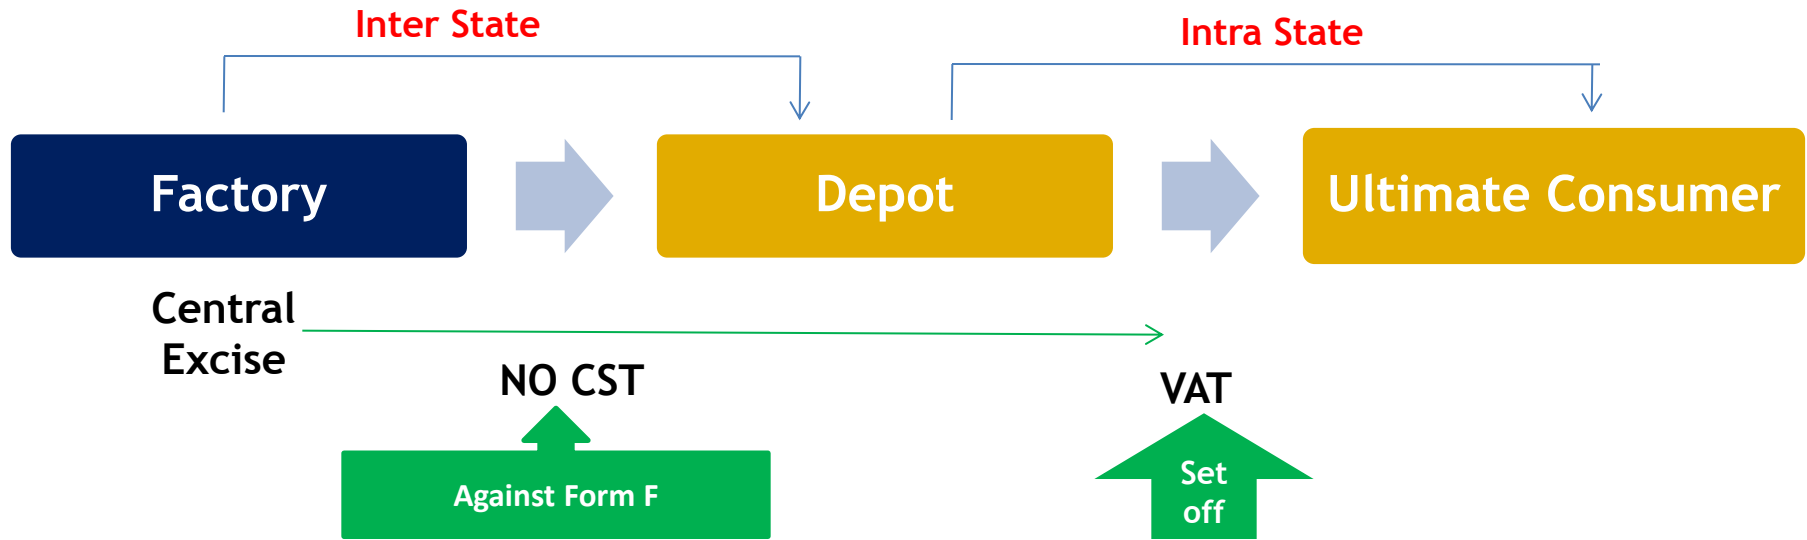 Inter State
Intra State
Factory
Depot
Ultimate Consumer
Central
Excise
NO CST
VAT
Against Form F
Set
off